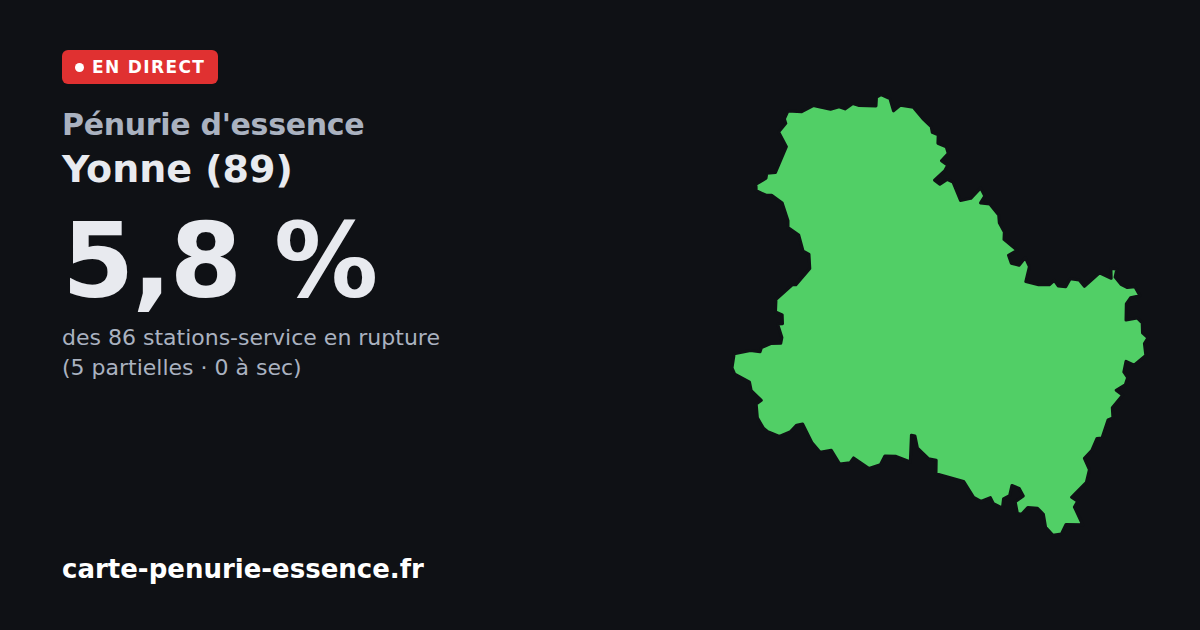 EN DIRECT
Pénurie d'essence
Yonne (89)
5,8 %
des 86 stations-service en rupture
(5 partielles · 0 à sec)
carte-penurie-essence.fr